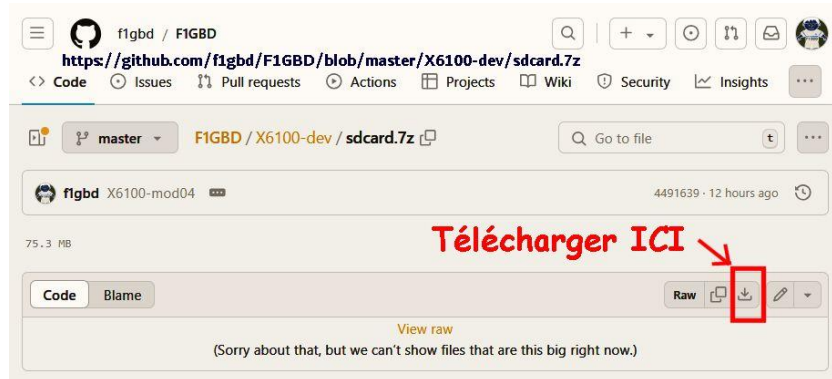 f1gbd / F1GBD
https://github.com/f1gbd/F1GBD/blob/master/X6100-dev/sdcard.7z
<> Code Issues Pull requests Actions Projects Wiki Security Insights
master F1GBD / X6100-dev / sdcard.7z Go to file t
f1gbd X6100-mod04 4491639 · 12 hours ago
75.3 MB
Télécharger ICI
Code Blame Raw
View raw
(Sorry about that, but we can't show files that are this big right now.)